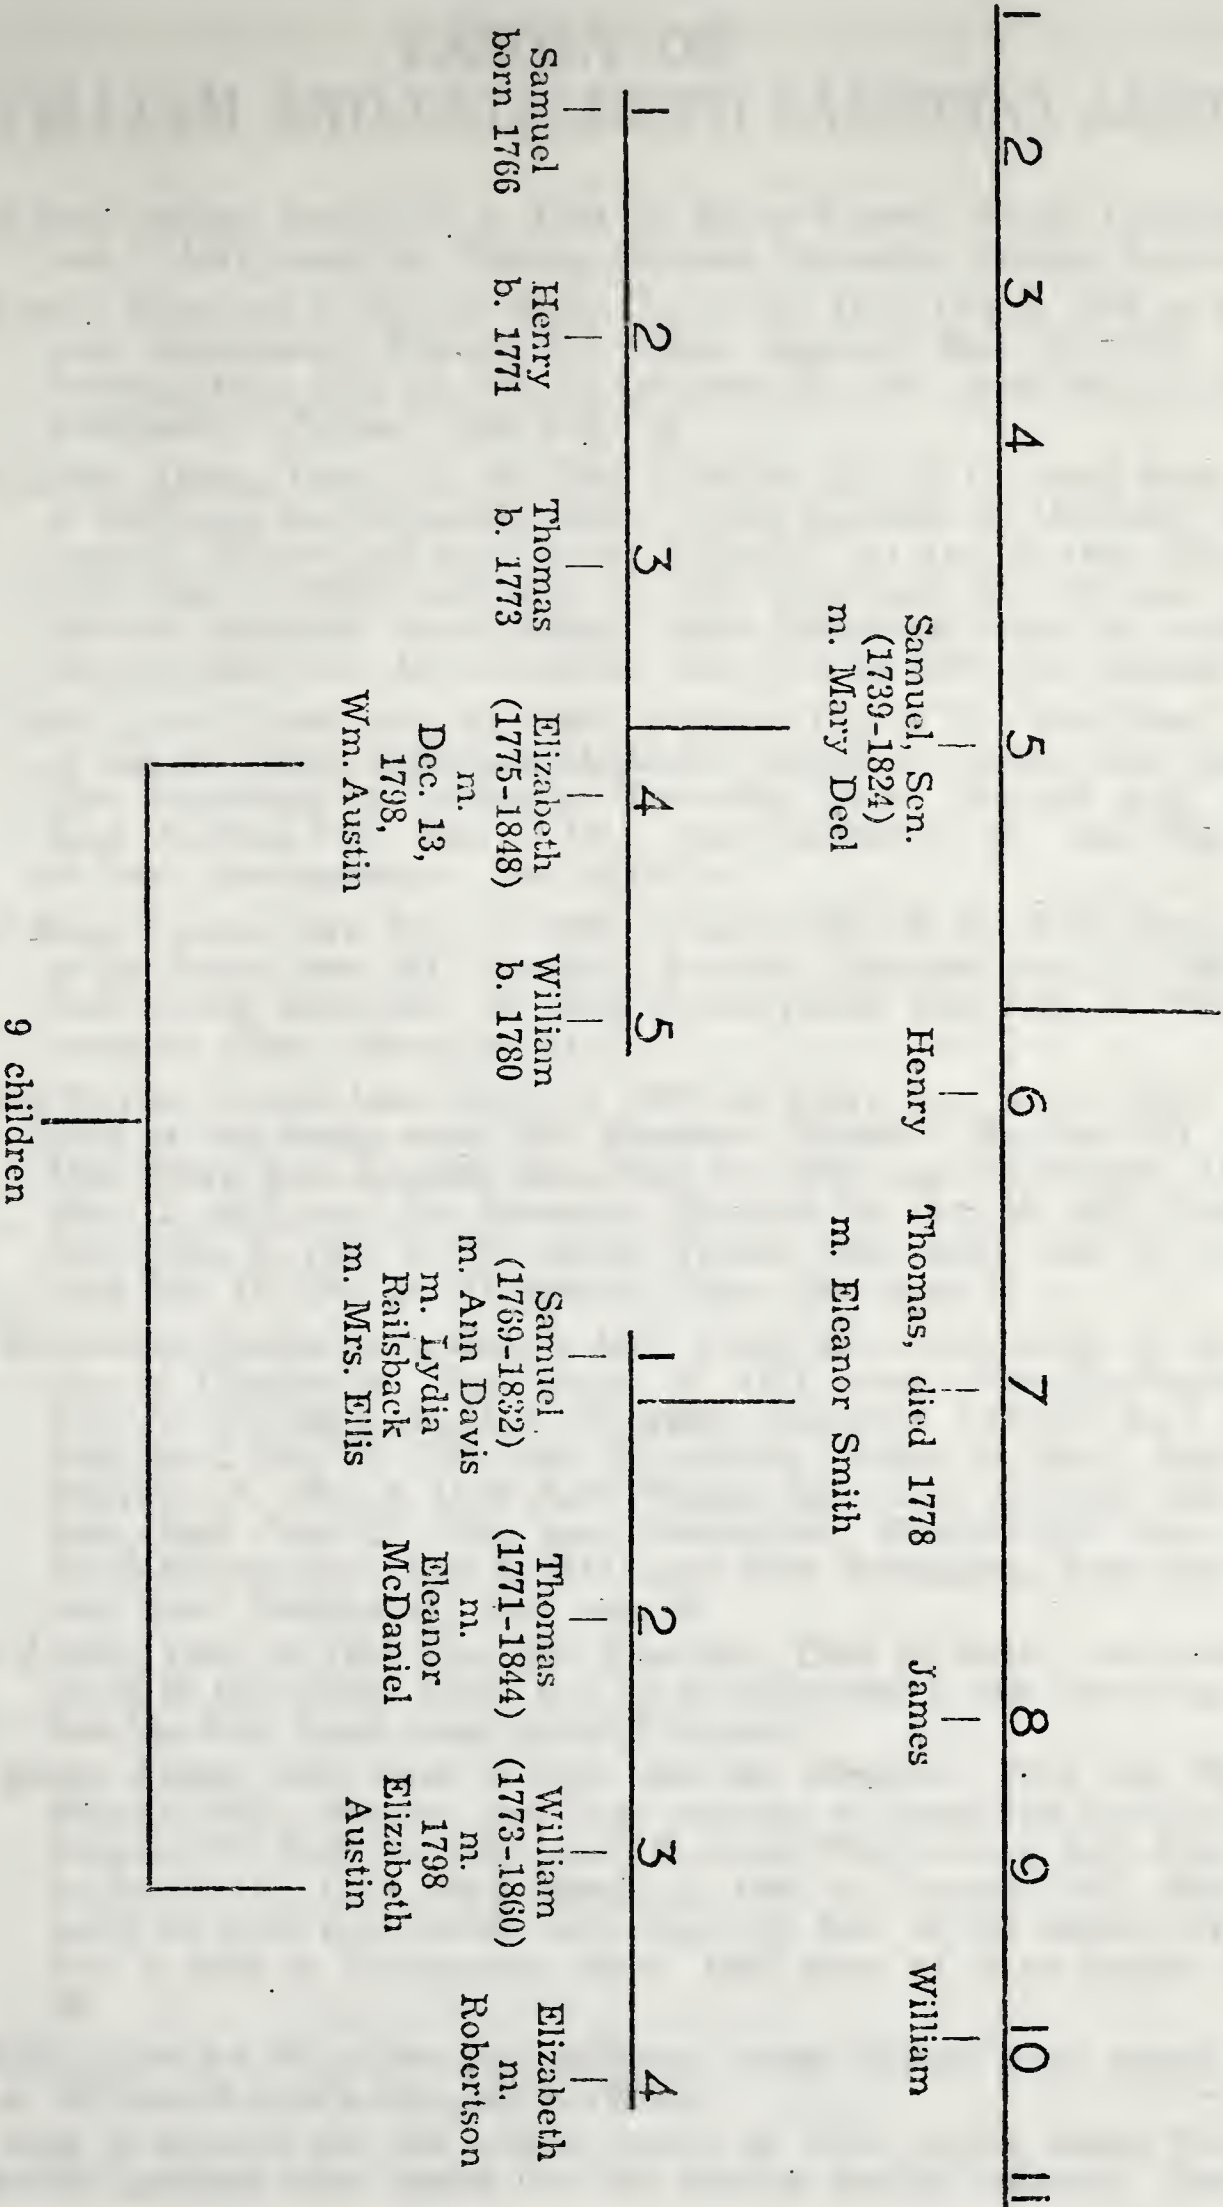 1 2 3 4 5 6 7 8 9 10 11
Samuel, Sen.
(1739-1824)
m. Mary Deel
Henry
Thomas, died 1778
m. Eleanor Smith
James
William
1 2 3 4 5
Samuel
born 1766
Henry
b. 1771
Thomas
b. 1773
Elizabeth
(1775-1848)
m.
Dec. 13,
1798,
Wm. Austin
William
b. 1780
1 2 3 4
Samuel
(1769-1832)
m. Ann Davis
m. Lydia
Railsback
m. Mrs. Ellis
Thomas
(1771-1844)
m.
Eleanor
McDaniel
William
(1773-1860)
m.
1798
Elizabeth
Austin
Elizabeth
m.
Robertson
9 children